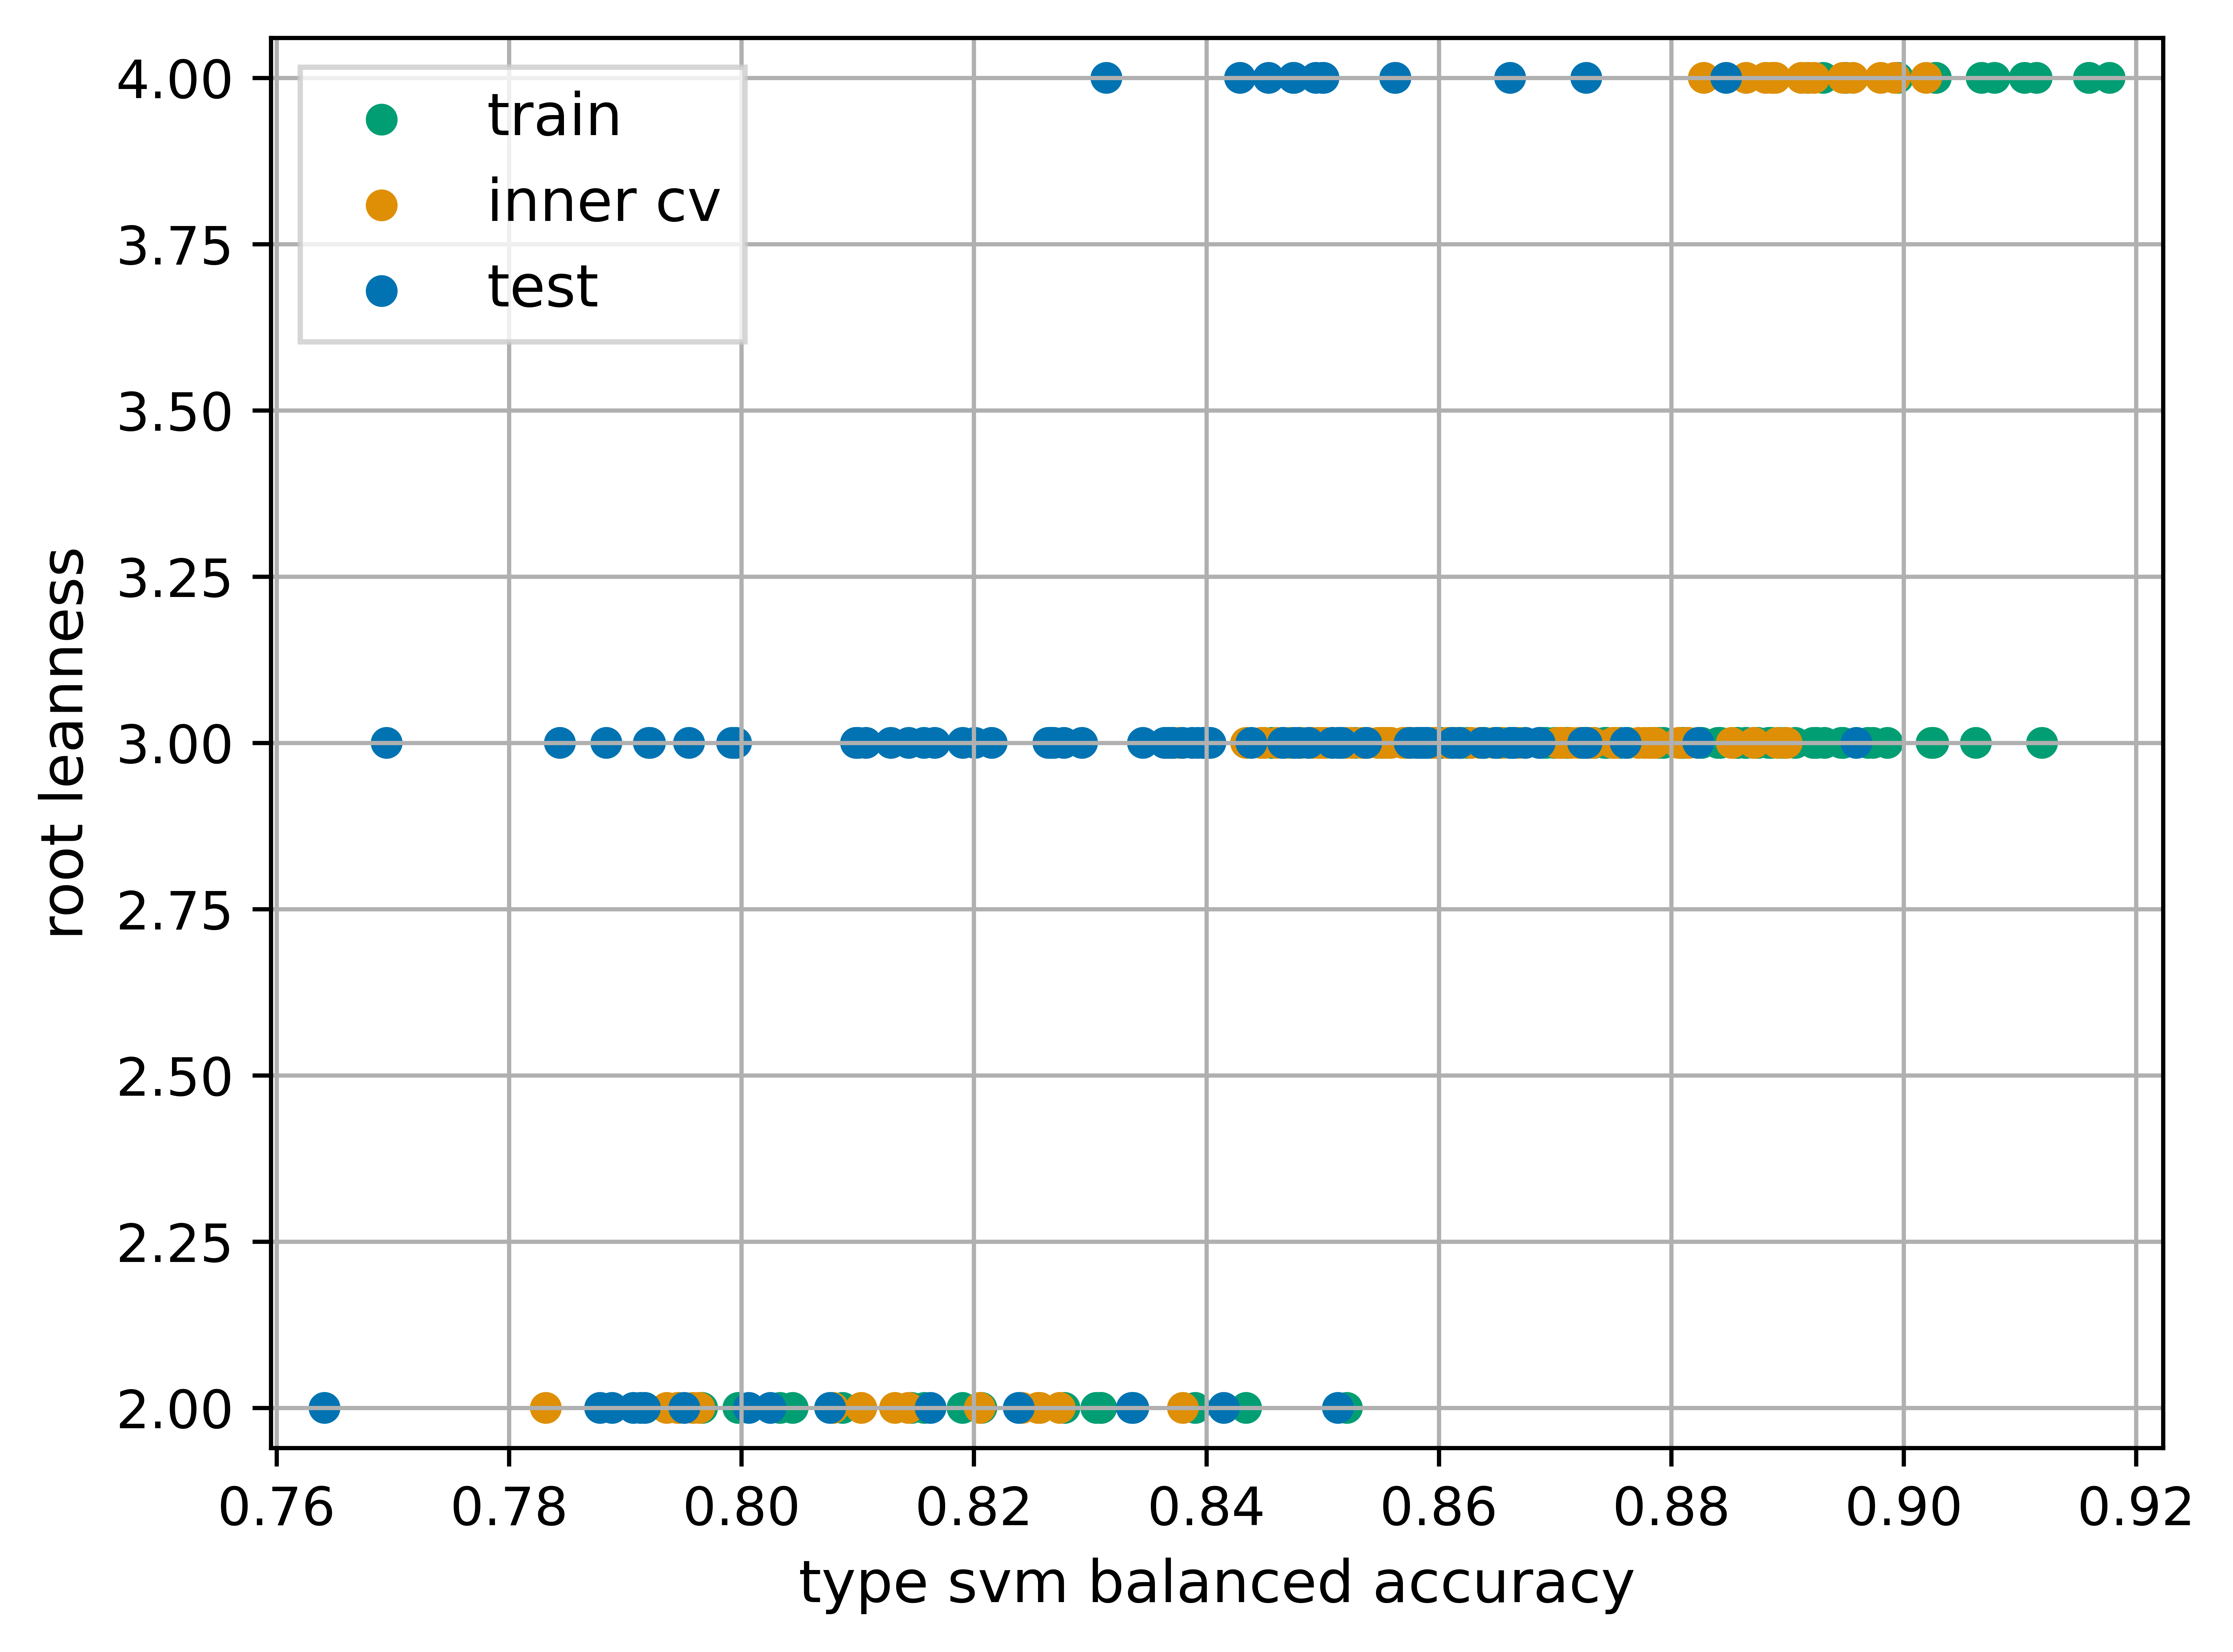 train
inner cv
test
4.00
3.75
3.50
3.25
3.00
2.75
2.50
2.25
2.00
root leanness
0.76 0.78 0.80 0.82 0.84 0.86 0.88 0.90 0.92
type svm balanced accuracy